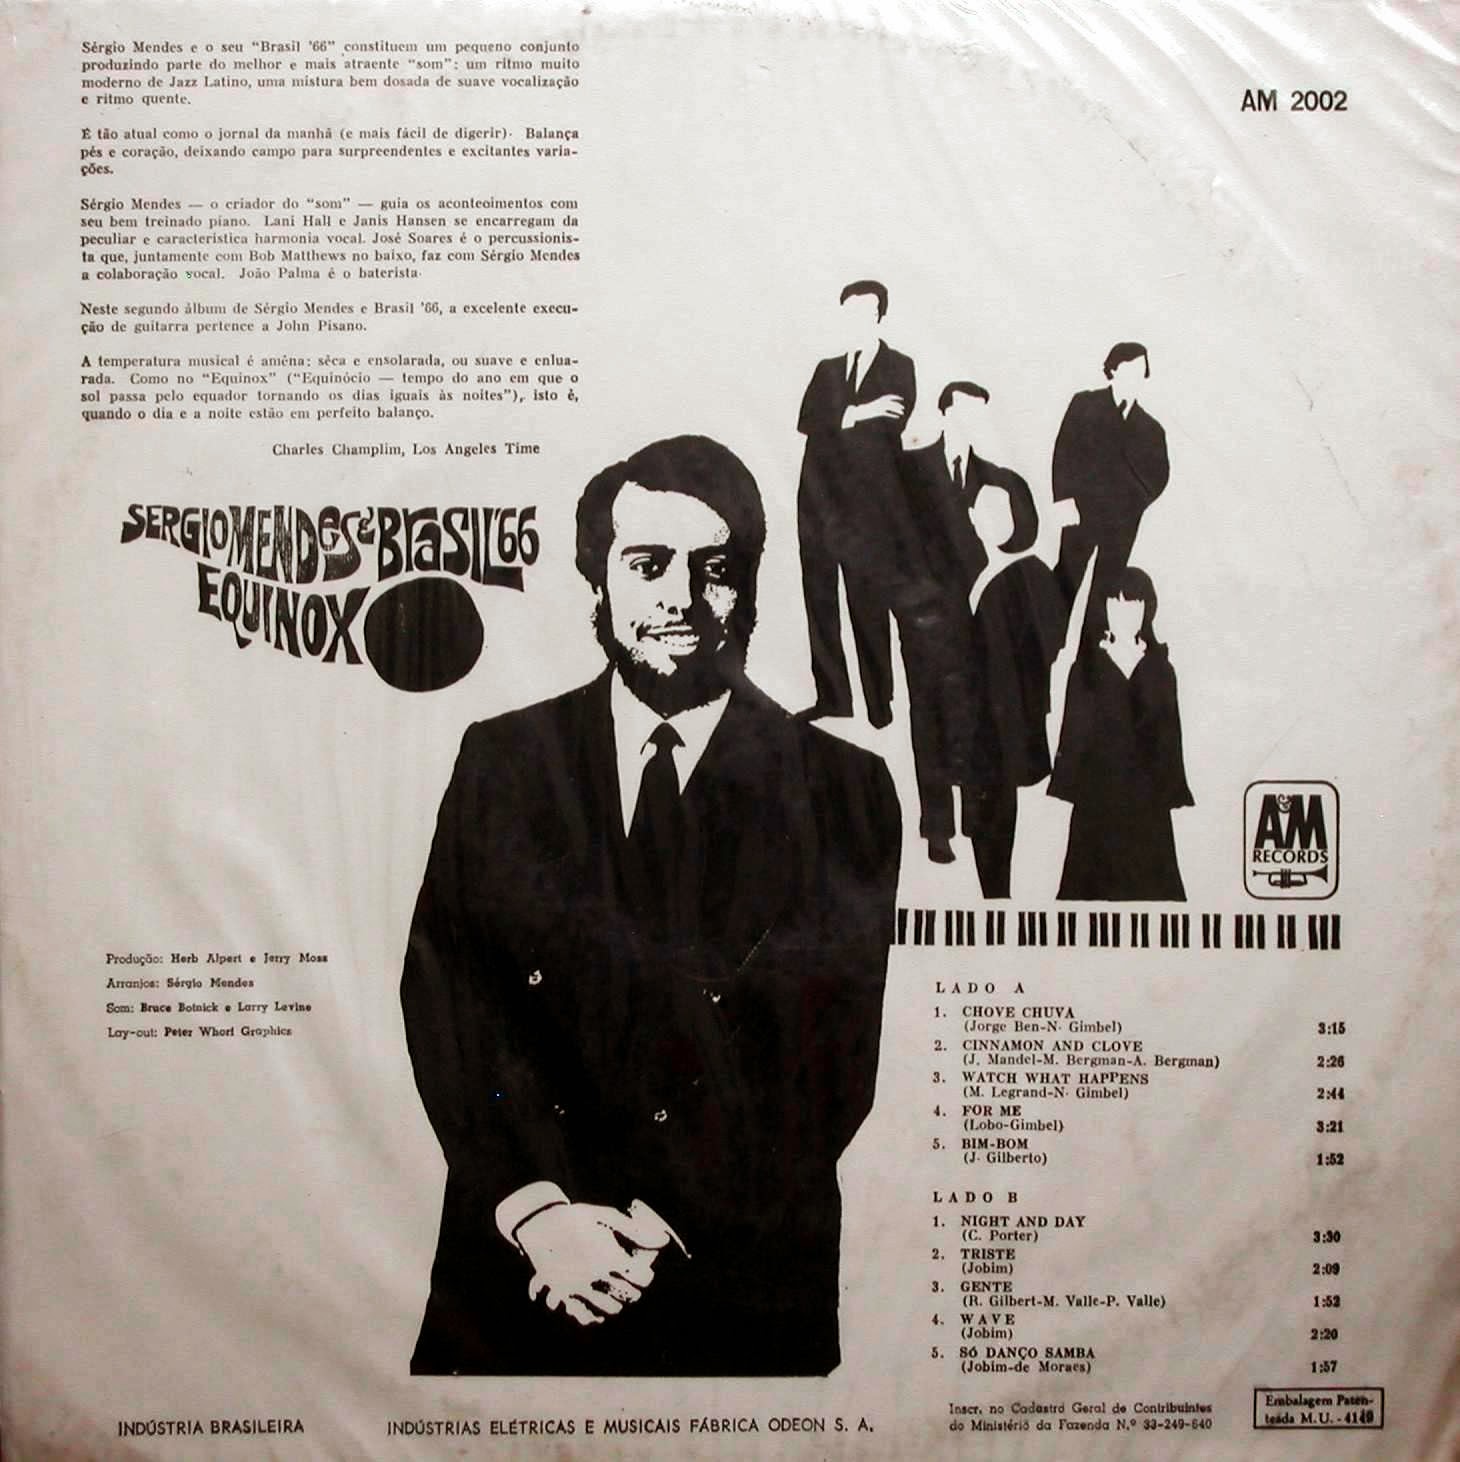 Sérgio Mendes e o seu "Brasil '66" constituem um pequeno conjunto
produzindo parte do melhor e mais atraente "som": um ritmo muito
moderno de Jazz Latino, uma mistura bem dosada de suave vocalização
e ritmo quente.
É tão atual como o jornal da manhã (e mais fácil de digerir). Balança
pés e coração, deixando campo para surpreendentes e excitantes varia-
ções.
Sérgio Mendes — o criador do "som" — guia os acontecimentos com
seu bem treinado piano. Lani Hall e Janis Hansen se encarregam da
peculiar e característica harmonia vocal. José Soares é o percussionis-
ta que, juntamente com Bob Matthews no baixo, faz com Sérgio Mendes
a colaboração vocal. João Palma é o baterista.
Neste segundo álbum de Sérgio Mendes e Brasil '66, a excelente execu-
ção de guitarra pertence a John Pisano.
A temperatura musical é amêna: sêca e ensolarada, ou suave e enlua-
rada. Como no "Equinox" ("Equinócio — tempo do ano em que o
sol passa pelo equador tornando os dias iguais às noites"), isto é,
quando o dia e a noite estão em perfeito balanço.
Charles Champlim, Los Angeles Time
AM 2002
SERGIO MENDES & BRASIL '66
EQUINOX
Produção: Herb Alpert e Jerry Moss
Arranjos: Sérgio Mendes
Som: Bruce Botnick e Larry Levine
Lay-out: Peter Whorf Graphics
A&M
RECORDS
LADO A
1. CHOVE CHUVA
(Jorge Ben-N. Gimbel) 3:15
2. CINNAMON AND CLOVE
(J. Mandel-M. Bergman-A. Bergman) 2:26
3. WATCH WHAT HAPPENS
(M. Legrand-N. Gimbel) 2:44
4. FOR ME
(Lobo-Gimbel) 3:21
5. BIM-BOM
(J. Gilberto) 1:52
LADO B
1. NIGHT AND DAY
(C. Porter) 3:30
2. TRISTE
(Jobim) 2:09
3. GENTE
(R. Gilbert-M. Valle-P. Valle) 1:52
4. WAVE
(Jobim) 2:20
5. SÓ DANÇO SAMBA
(Jobim-de Moraes) 1:57
INDÚSTRIA BRASILEIRA
INDÚSTRIAS ELÉTRICAS E MUSICAIS FÁBRICA ODEON S. A.
Inscr. no Cadastro Geral de Contribuintes
do Ministério da Fazenda N.º 33-249-640
Embalagem Paten-
teada M.U. - 4149